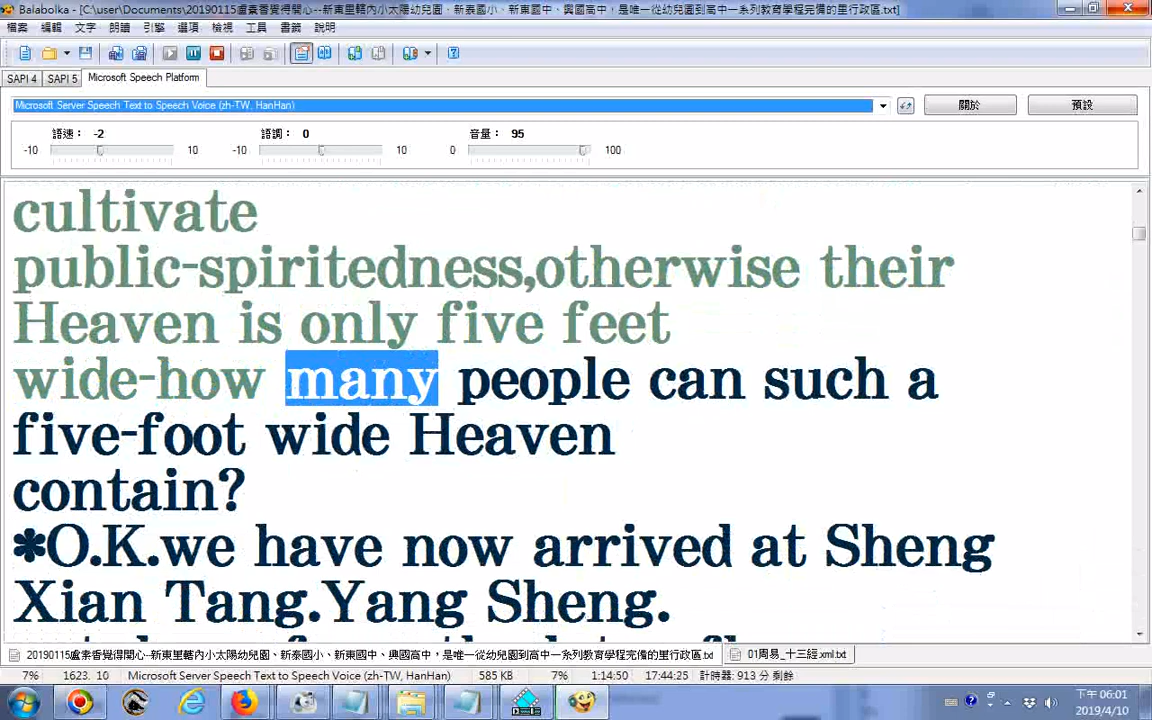 Balabolka - [C:\user\Documents\20190115盧素香覺得開心--新東里轄內小太陽幼兒園、新泰國小、新東國中、興國高中，是唯一從幼兒園到高中一系列教育學程完備的里行政區.txt]
檔案 編輯 文字 朗讀 引擎 選項 檢視 工具 書籤 說明
SAPI 4 SAPI 5 Microsoft Speech Platform
Microsoft Server Speech Text to Speech Voice (zh-TW, HanHan) 關於 預設
語速： -2 語調： 0 音量： 95
-10 10 -10 10 0 100
cultivate
public-spiritedness,otherwise their
Heaven is only five feet
wide-how many people can such a
five-foot wide Heaven
contain?
*O.K.we have now arrived at Sheng
Xian Tang.Yang Sheng.
20190115盧素香覺得開心--新東里轄內小太陽幼兒園、新泰國小、新東國中、興國高中，是唯一從幼兒園到高中一系列教育學程完備的里行政區.txt 01周易_十三經.xml.txt
7% 1623. 10 Microsoft Server Speech Text to Speech Voice (zh-TW, HanHan) 585 KB 7% 1:14:50 17:44:25 計時器: 913 分 剩餘
下午 06:01
2019/4/10